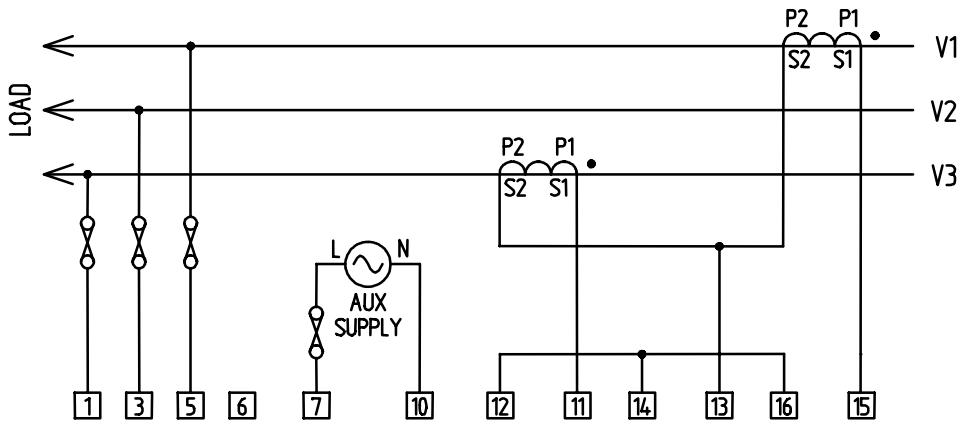 P2 P1
V1
S2 S1
LOAD
V2
P2 P1
V3
S2 S1
L N
AUX
SUPPLY
1 3 5 6 7 10 12 11 14 13 16 15